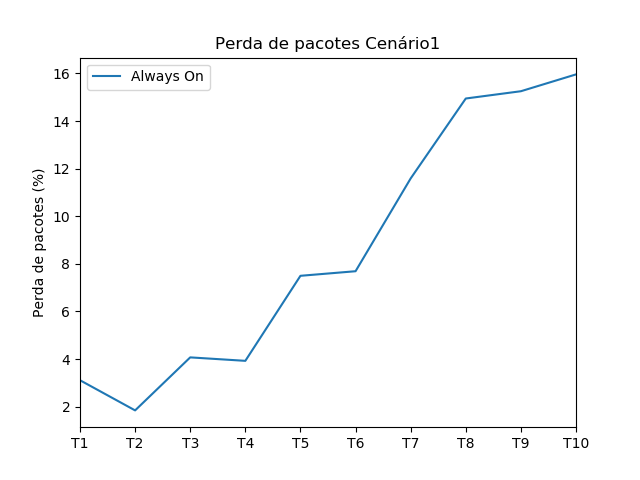 Perda de pacotes Cenário1
Always On
Perda de pacotes (%)
16
14
12
10
8
6
4
2
T1 T2 T3 T4 T5 T6 T7 T8 T9 T10